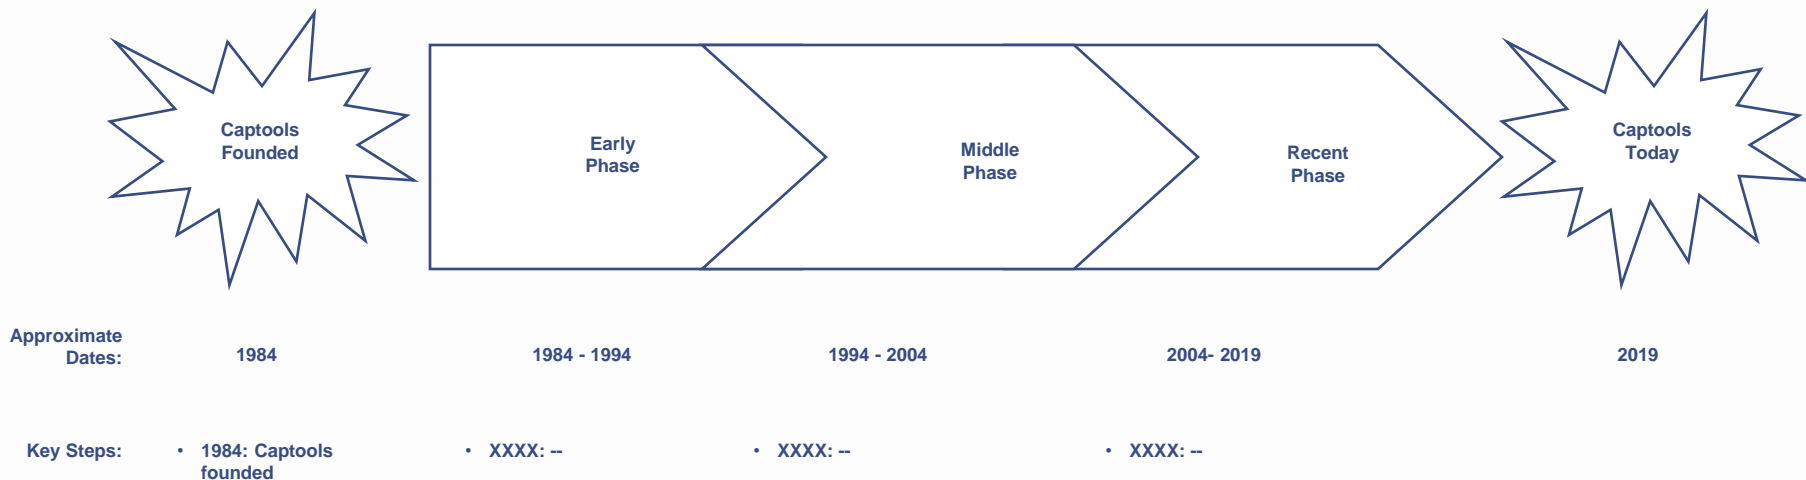 Captools
Founded
Early
Phase
Middle
Phase
Recent
Phase
Captools
Today
Approximate
Dates:
1984
1984 - 1994
1994 - 2004
2004- 2019
2019
Key Steps:
• 1984: Captools
founded
• XXXX: --
• XXXX: --
• XXXX: --